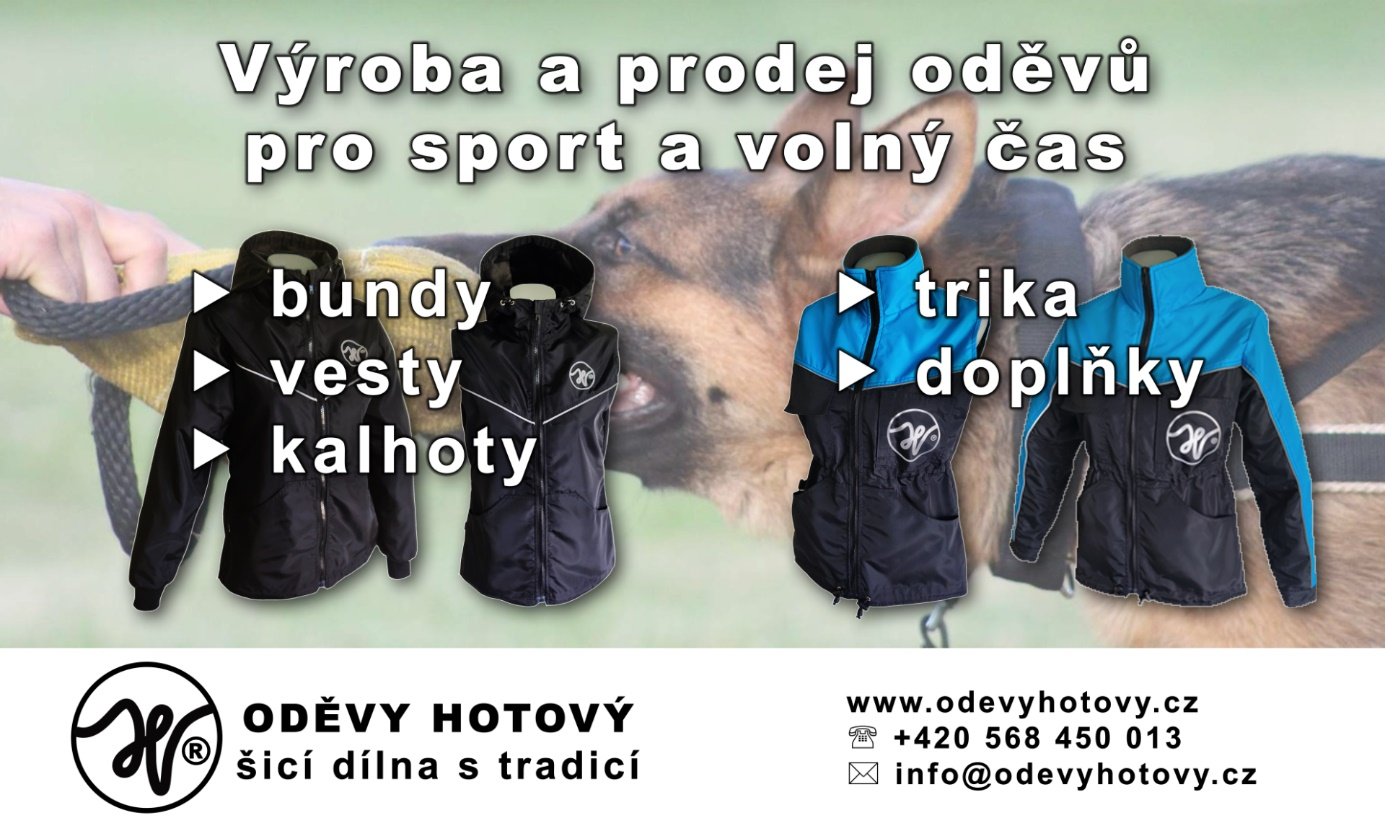 Výroba a prodej oděvů
pro sport a volný čas
bundy
vesty
kalhoty
trika
doplňky
ODĚVY HOTOVÝ
šicí dílna s tradicí
®
www.odevyhotovy.cz
+420 568 450 013
info@odevyhotovy.cz